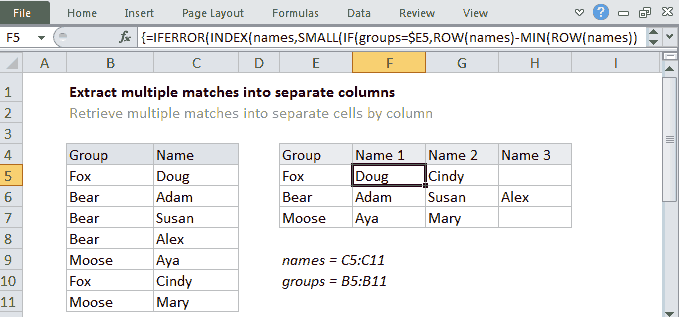 File Home Insert Page Layout Formulas Data Review View
F5 fx {=IFERROR(INDEX(names,SMALL(IF(groups=$E5,ROW(names)-MIN(ROW(names))
A B C D E F G H I
1 Extract multiple matches into separate columns
2 Retrieve multiple matches into separate cells by column
3
4 Group Name Group Name 1 Name 2 Name 3
5 Fox Doug Fox Doug Cindy
6 Bear Adam Bear Adam Susan Alex
7 Bear Susan Moose Aya Mary
8 Bear Alex
9 Moose Aya names = C5:C11
10 Fox Cindy groups = B5:B11
11 Moose Mary